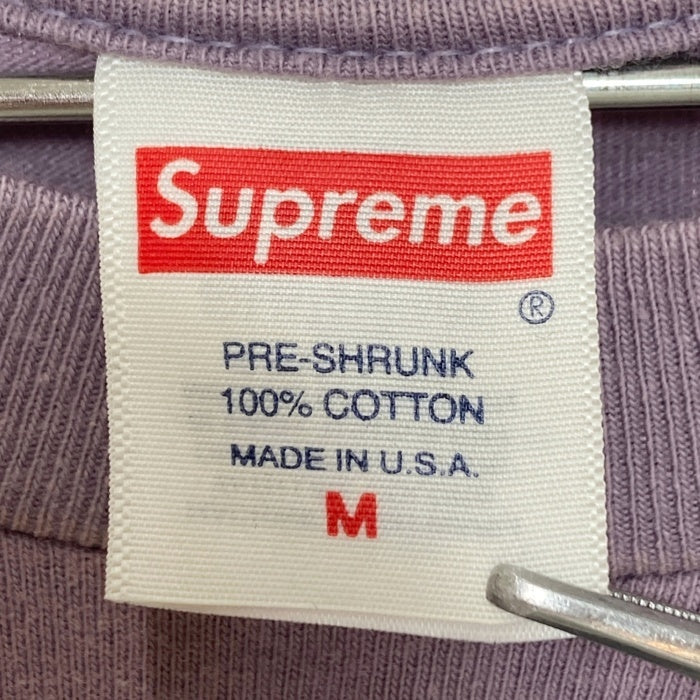 Supreme
®
PRE-SHRUNK
100% COTTON
MADE IN U.S.A.
M